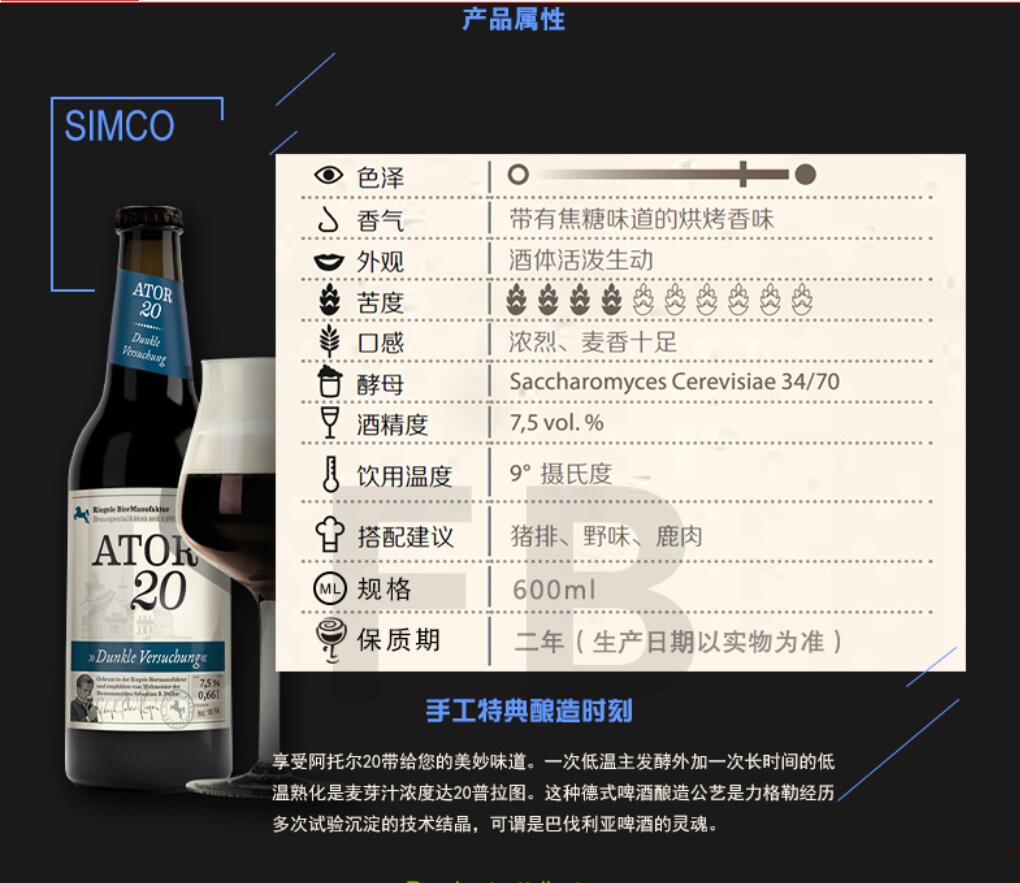 产品属性
SIMCO
色泽
香气 带有焦糖味道的烘烤香味
外观 酒体活泼生动
苦度
口感 浓烈、麦香十足
酵母 Saccharomyces Cerevisiae 34/70
酒精度 7,5 vol. %
饮用温度 9° 摄氏度
搭配建议 猪排、野味、鹿肉
ML 规格 600ml
保质期 二年（生产日期以实物为准）
FB
ATOR
20
Dunkle
Versuchung
Riegele BierManufaktur
ATOR
20
»Dunkle Versuchung«
7,5 %
0,66 l
手工特典酿造时刻
享受阿托尔20带给您的美妙味道。一次低温主发酵外加一次长时间的低
温熟化是麦芽汁浓度达20普拉图。这种德式啤酒酿造公艺是力格勒经历
多次试验沉淀的技术结晶，可谓是巴伐利亚啤酒的灵魂。